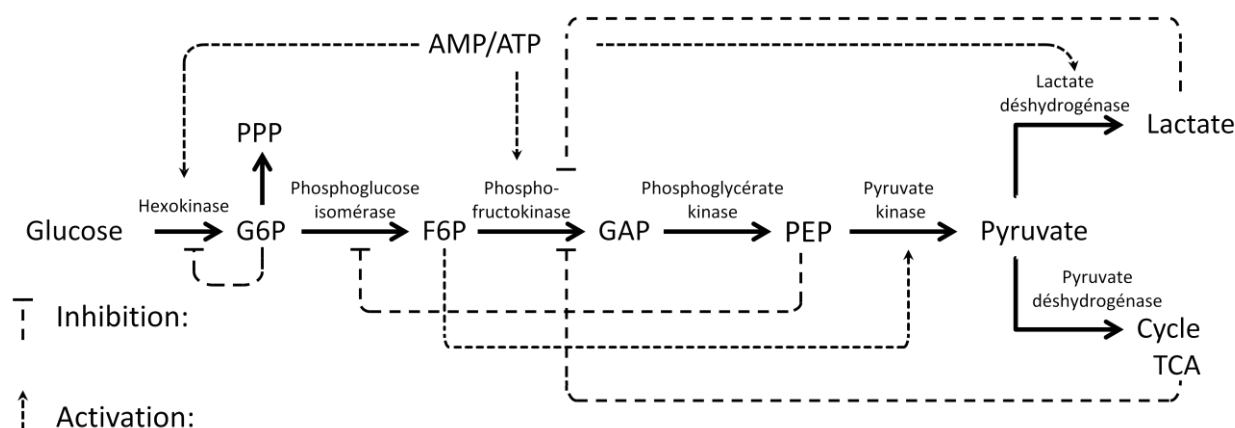 AMP/ATP
Lactate
déshydrogénase
Lactate
PPP
Hexokinase
Phosphoglucose
isomérase
Phospho-
fructokinase
Phosphoglycérate
kinase
Pyruvate
kinase
Glucose
G6P
F6P
GAP
PEP
Pyruvate
Pyruvate
déshydrogénase
Cycle
TCA
Inhibition:
Activation: